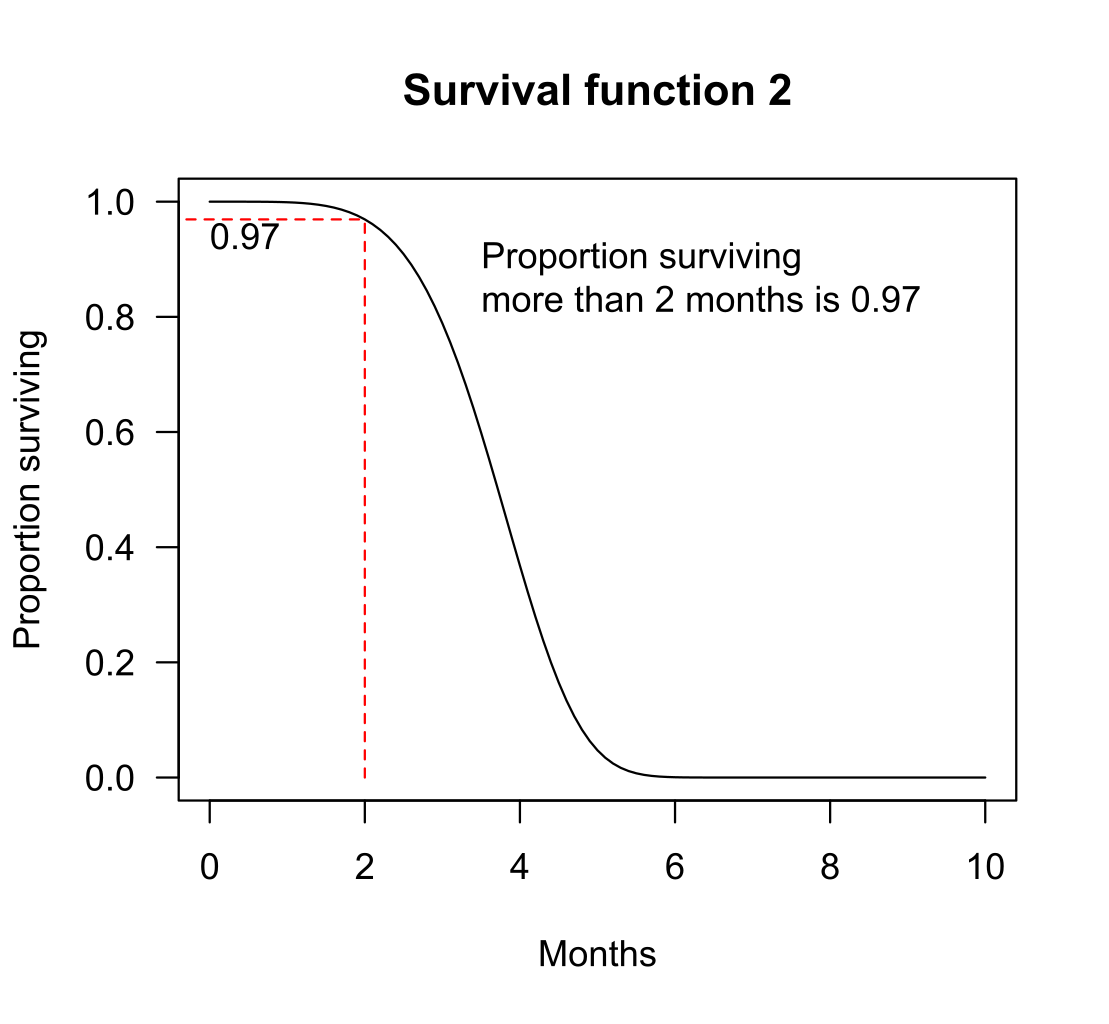 Survival function 2
1.0
0.97
Proportion surviving
more than 2 months is 0.97
0.8
0.6
0.4
0.2
0.0
Proportion surviving
0 2 4 6 8 10
Months